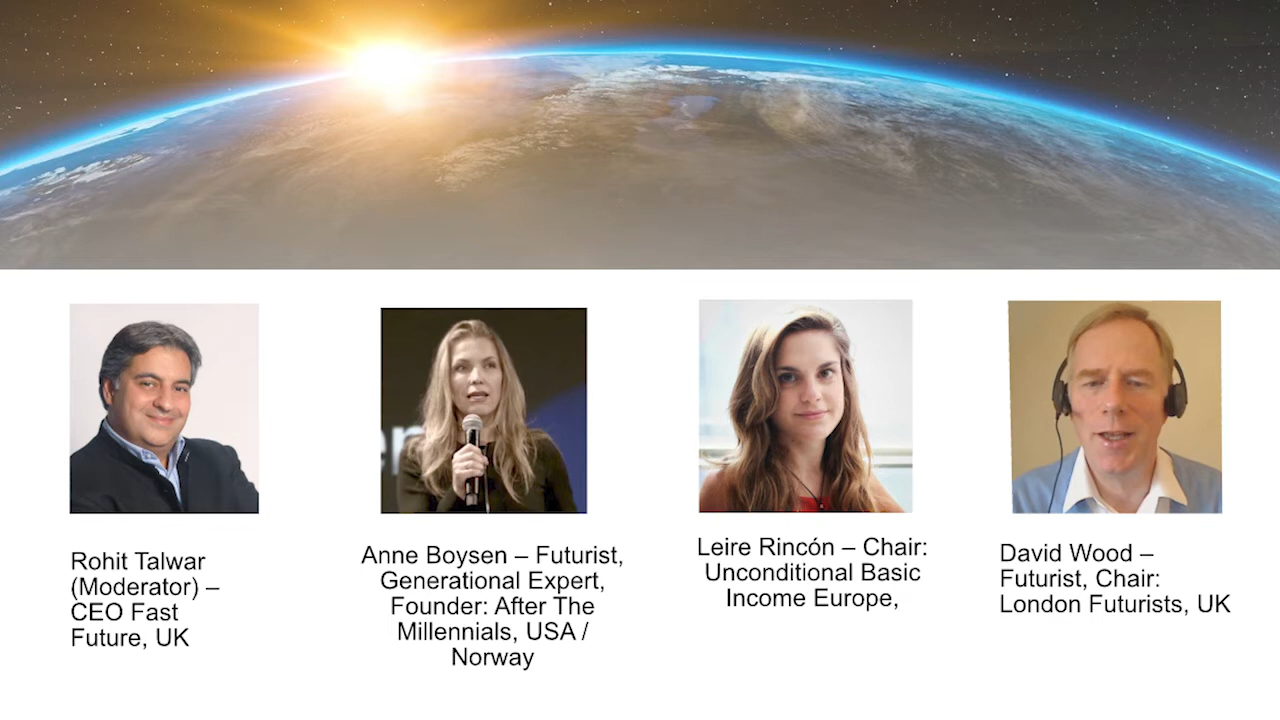 Rohit Talwar
(Moderator) –
CEO Fast
Future, UK
Anne Boysen – Futurist,
Generational Expert,
Founder: After The
Millennials, USA /
Norway
Leire Rincón – Chair:
Unconditional Basic
Income Europe,
David Wood –
Futurist, Chair:
London Futurists, UK